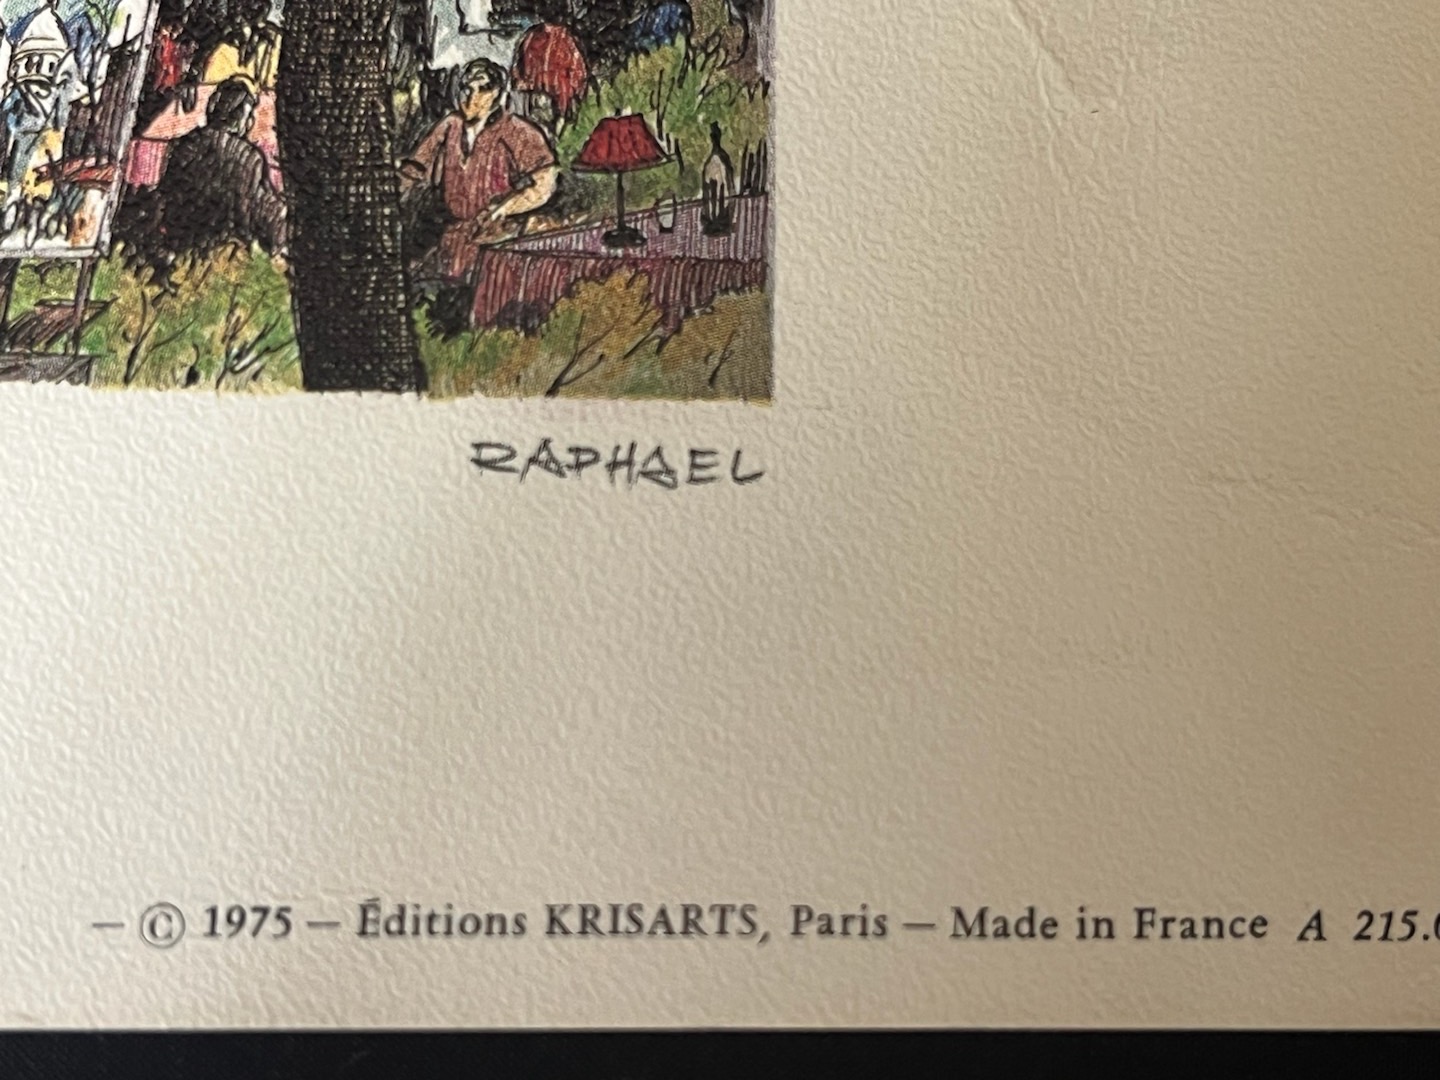 RAPHAEL
— © 1975 — Éditions KRISARTS, Paris — Made in France A 215.